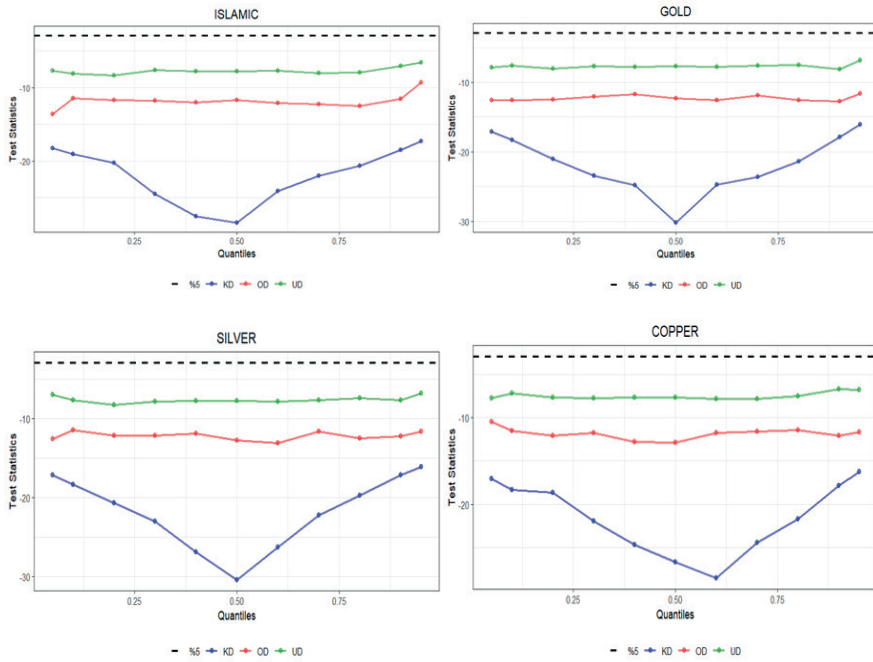 ISLAMIC
Test Statistics
-10
-20
0.25
0.50
0.75
Quantiles
%5 KD OD UD
GOLD
Test Statistics
-10
-20
-30
0.25
0.50
0.75
Quantiles
%5 KD OD UD
SILVER
Test Statistics
-10
-20
-30
0.25
0.50
0.75
Quantiles
%5 KD OD UD
COPPER
Test Statistics
-10
-20
0.25
0.50
0.75
Quantiles
%5 KD OD UD